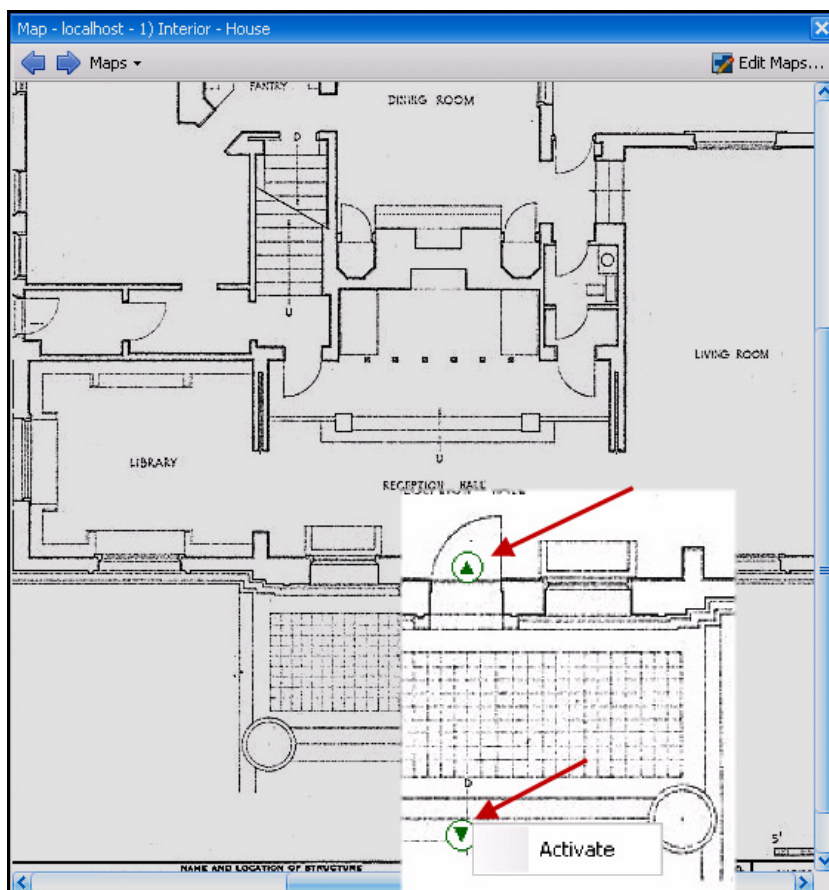 Map - localhost - 1) Interior - House
Maps
Edit Maps...
PANTRY
DINING ROOM
D
U
LIVING ROOM
LIBRARY
U
RECEPTION HALL
D
Activate
5'
NAME AND LOCATION OF STRUCTURE